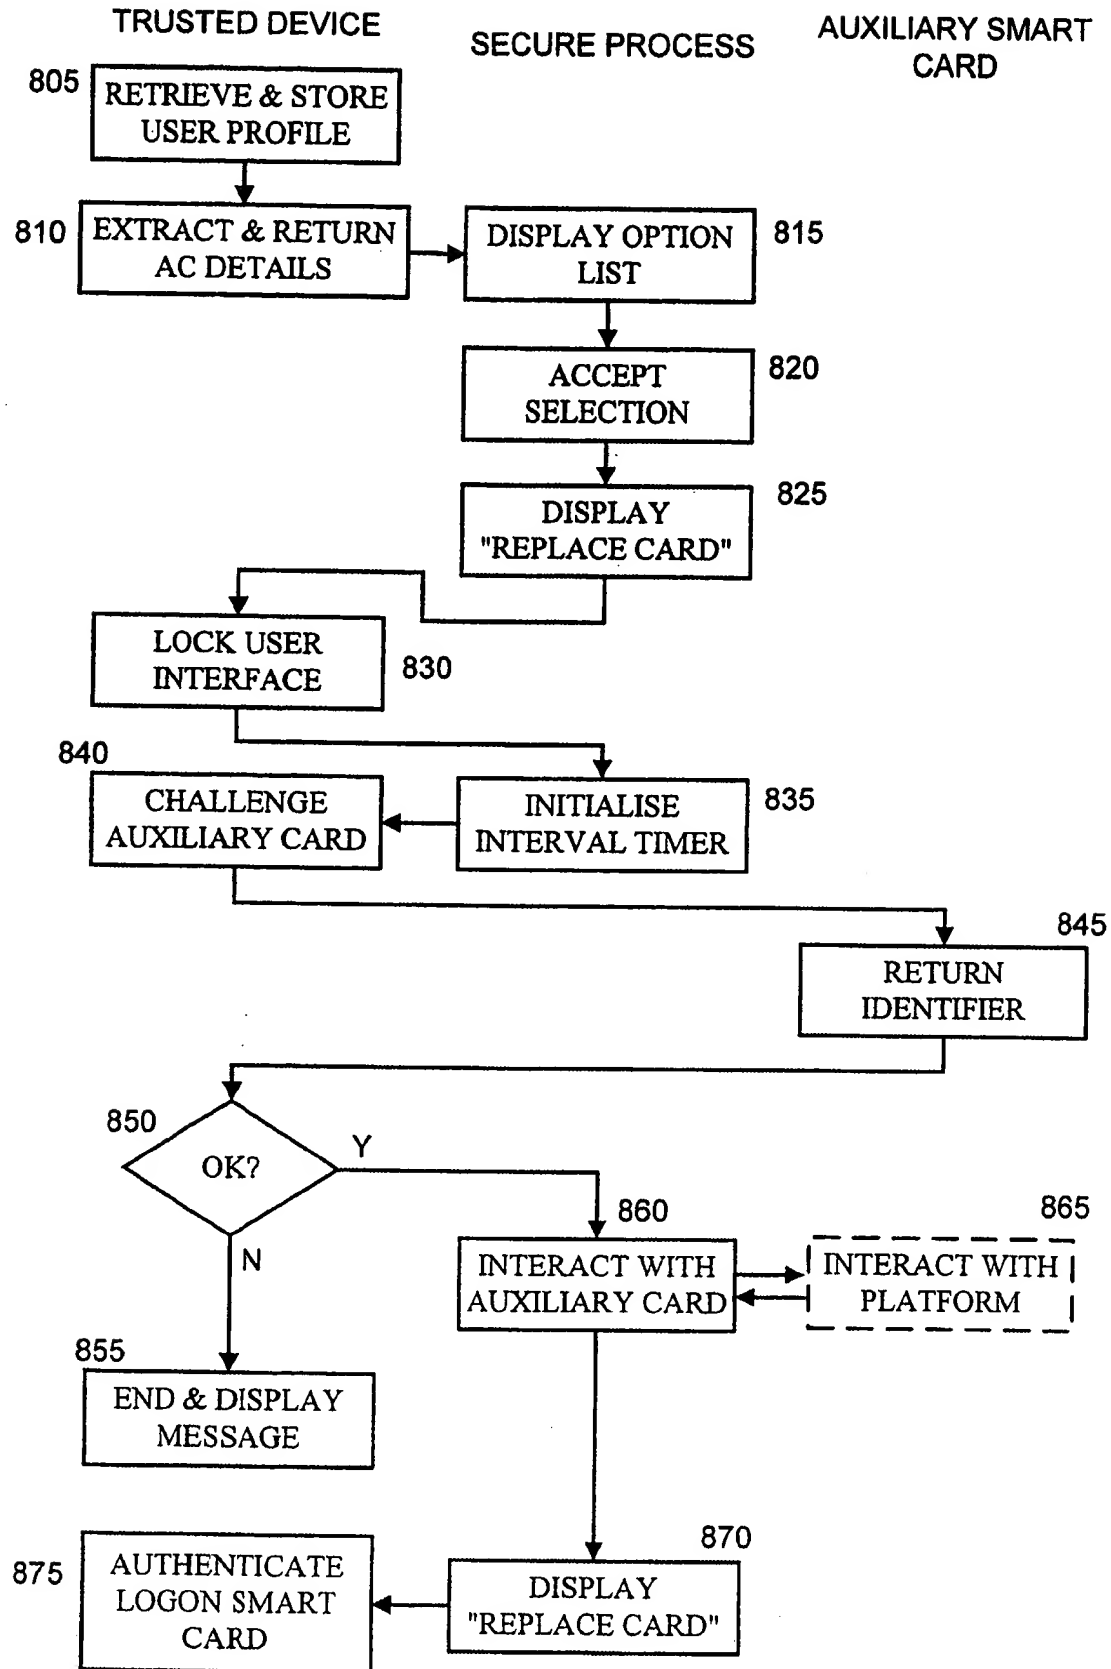 TRUSTED DEVICE
SECURE PROCESS
AUXILIARY SMART
CARD
805
RETRIEVE & STORE
USER PROFILE
810
EXTRACT & RETURN
AC DETAILS
DISPLAY OPTION
LIST
815
ACCEPT
SELECTION
820
DISPLAY
"REPLACE CARD"
825
LOCK USER
INTERFACE
830
840
CHALLENGE
AUXILIARY CARD
INITIALISE
INTERVAL TIMER
835
845
RETURN
IDENTIFIER
850
OK?
Y
N
860
INTERACT WITH
AUXILIARY CARD
865
INTERACT WITH
PLATFORM
855
END & DISPLAY
MESSAGE
870
DISPLAY
"REPLACE CARD"
875
AUTHENTICATE
LOGON SMART
CARD